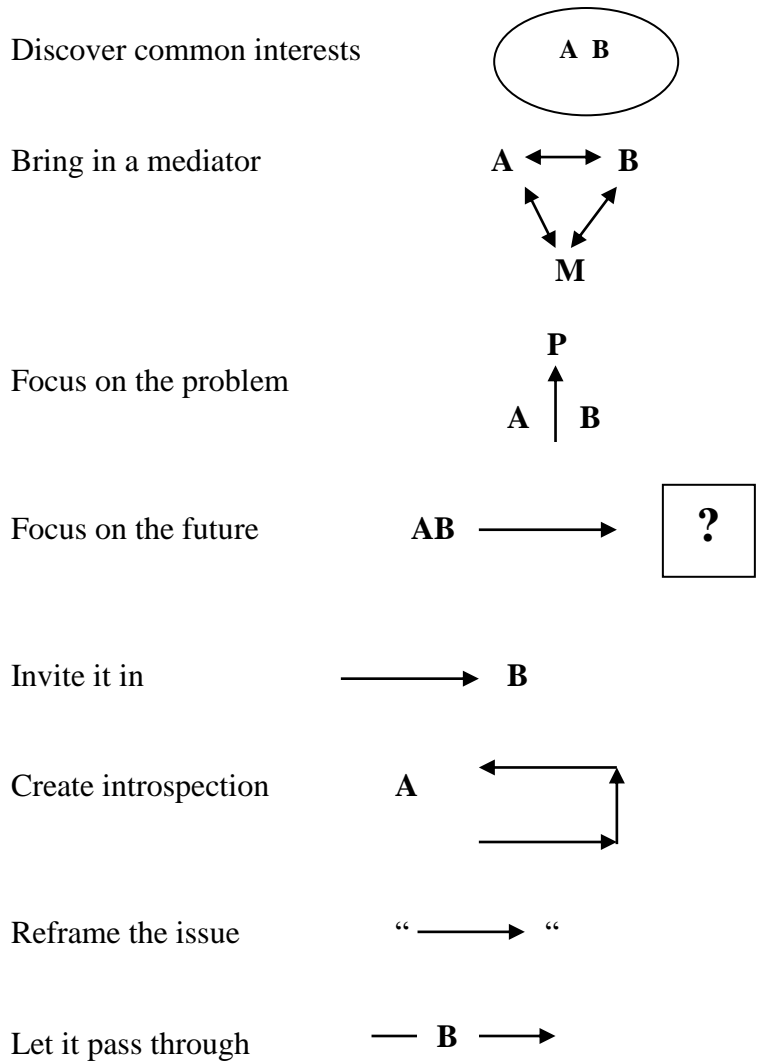 Discover common interests A B
Bring in a mediator A B
M
P
Focus on the problem
A B
Focus on the future AB ?
Invite it in B
Create introspection A
Reframe the issue “ “
Let it pass through B